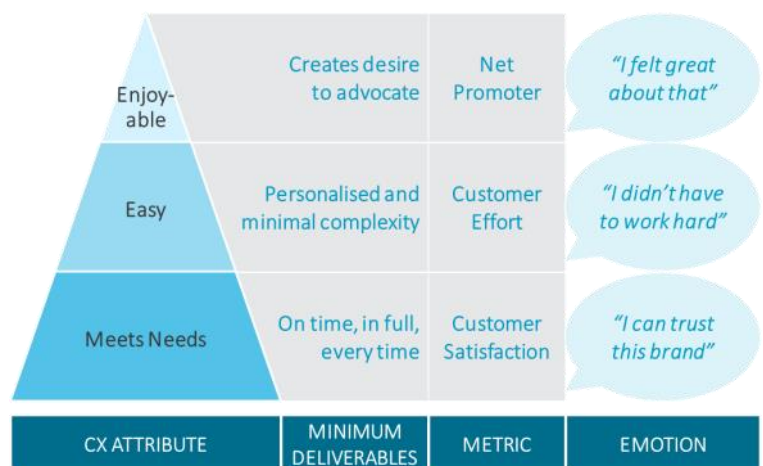 Enjoy-
able
Creates desire
to advocate
Net
Promoter
“I felt great
about that”
Easy
Personalised and
minimal complexity
Customer
Effort
“I didn’t have
to work hard”
Meets Needs
On time, in full,
every time
Customer
Satisfaction
“I can trust
this brand”
CX ATTRIBUTE
MINIMUM
DELIVERABLES
METRIC
EMOTION